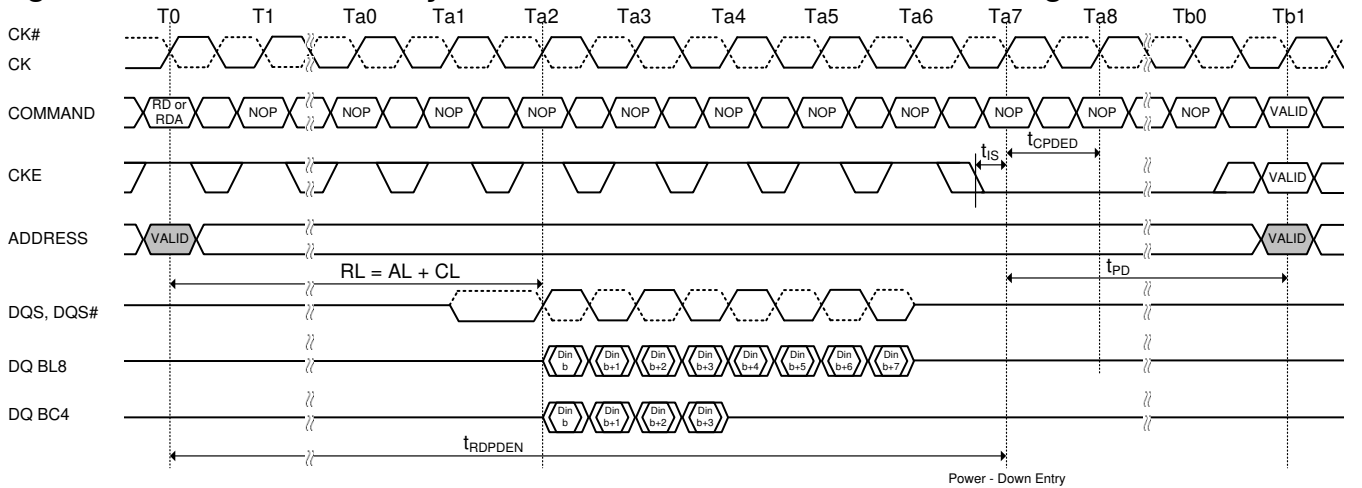 T0 T1 Ta0 Ta1 Ta2 Ta3 Ta4 Ta5 Ta6 Ta7 Ta8 Tb0 Tb1
CK#
CK
COMMAND RD or RDA NOP NOP NOP NOP NOP NOP NOP NOP NOP NOP NOP VALID
tIS tCPDED
CKE VALID
ADDRESS VALID VALID
RL = AL + CL tPD
DQS, DQS#
DQ BL8 Din b Din b+1 Din b+2 Din b+3 Din b+4 Din b+5 Din b+6 Din b+7
DQ BC4 Din b Din b+1 Din b+2 Din b+3
tRDPDEN
Power - Down Entry